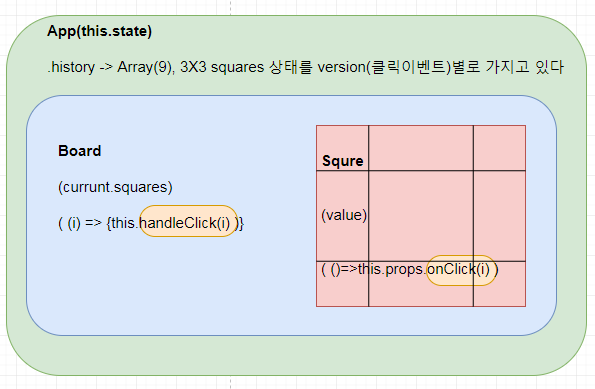 App(this.state)
.history -> Array(9), 3X3 squares 상태를 version(클릭이벤트)별로 가지고 있다
Board
(currunt.squares)
( (i) => {this.handleClick(i) )}
Squre
(value)
( ()=>this.props.onClick(i) )